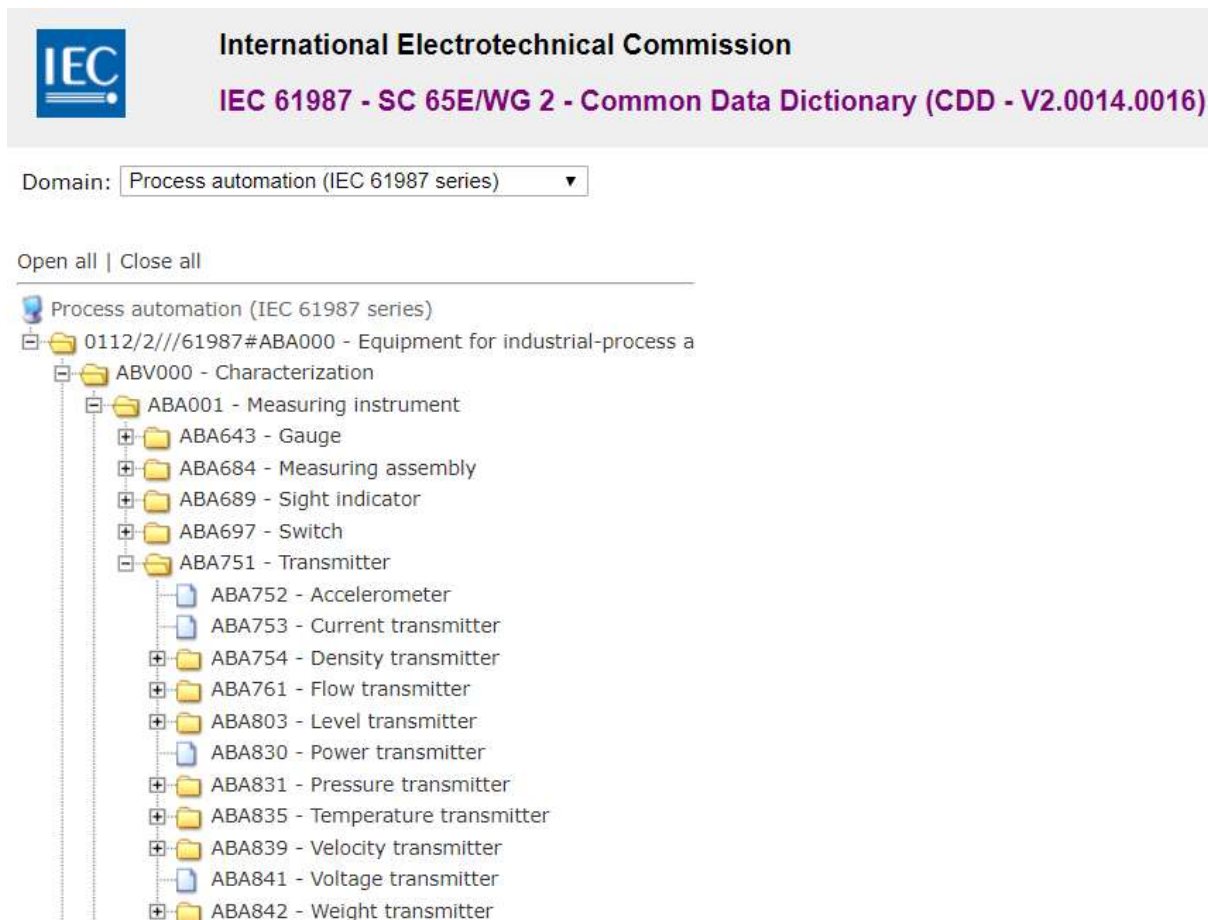 IEC
International Electrotechnical Commission
IEC 61987 - SC 65E/WG 2 - Common Data Dictionary (CDD - V2.0014.0016)
Domain: Process automation (IEC 61987 series)
Open all | Close all
Process automation (IEC 61987 series)
0112/2///61987#ABA000 - Equipment for industrial-process a
ABV000 - Characterization
ABA001 - Measuring instrument
ABA643 - Gauge
ABA684 - Measuring assembly
ABA689 - Sight indicator
ABA697 - Switch
ABA751 - Transmitter
ABA752 - Accelerometer
ABA753 - Current transmitter
ABA754 - Density transmitter
ABA761 - Flow transmitter
ABA803 - Level transmitter
ABA830 - Power transmitter
ABA831 - Pressure transmitter
ABA835 - Temperature transmitter
ABA839 - Velocity transmitter
ABA841 - Voltage transmitter
ABA842 - Weight transmitter